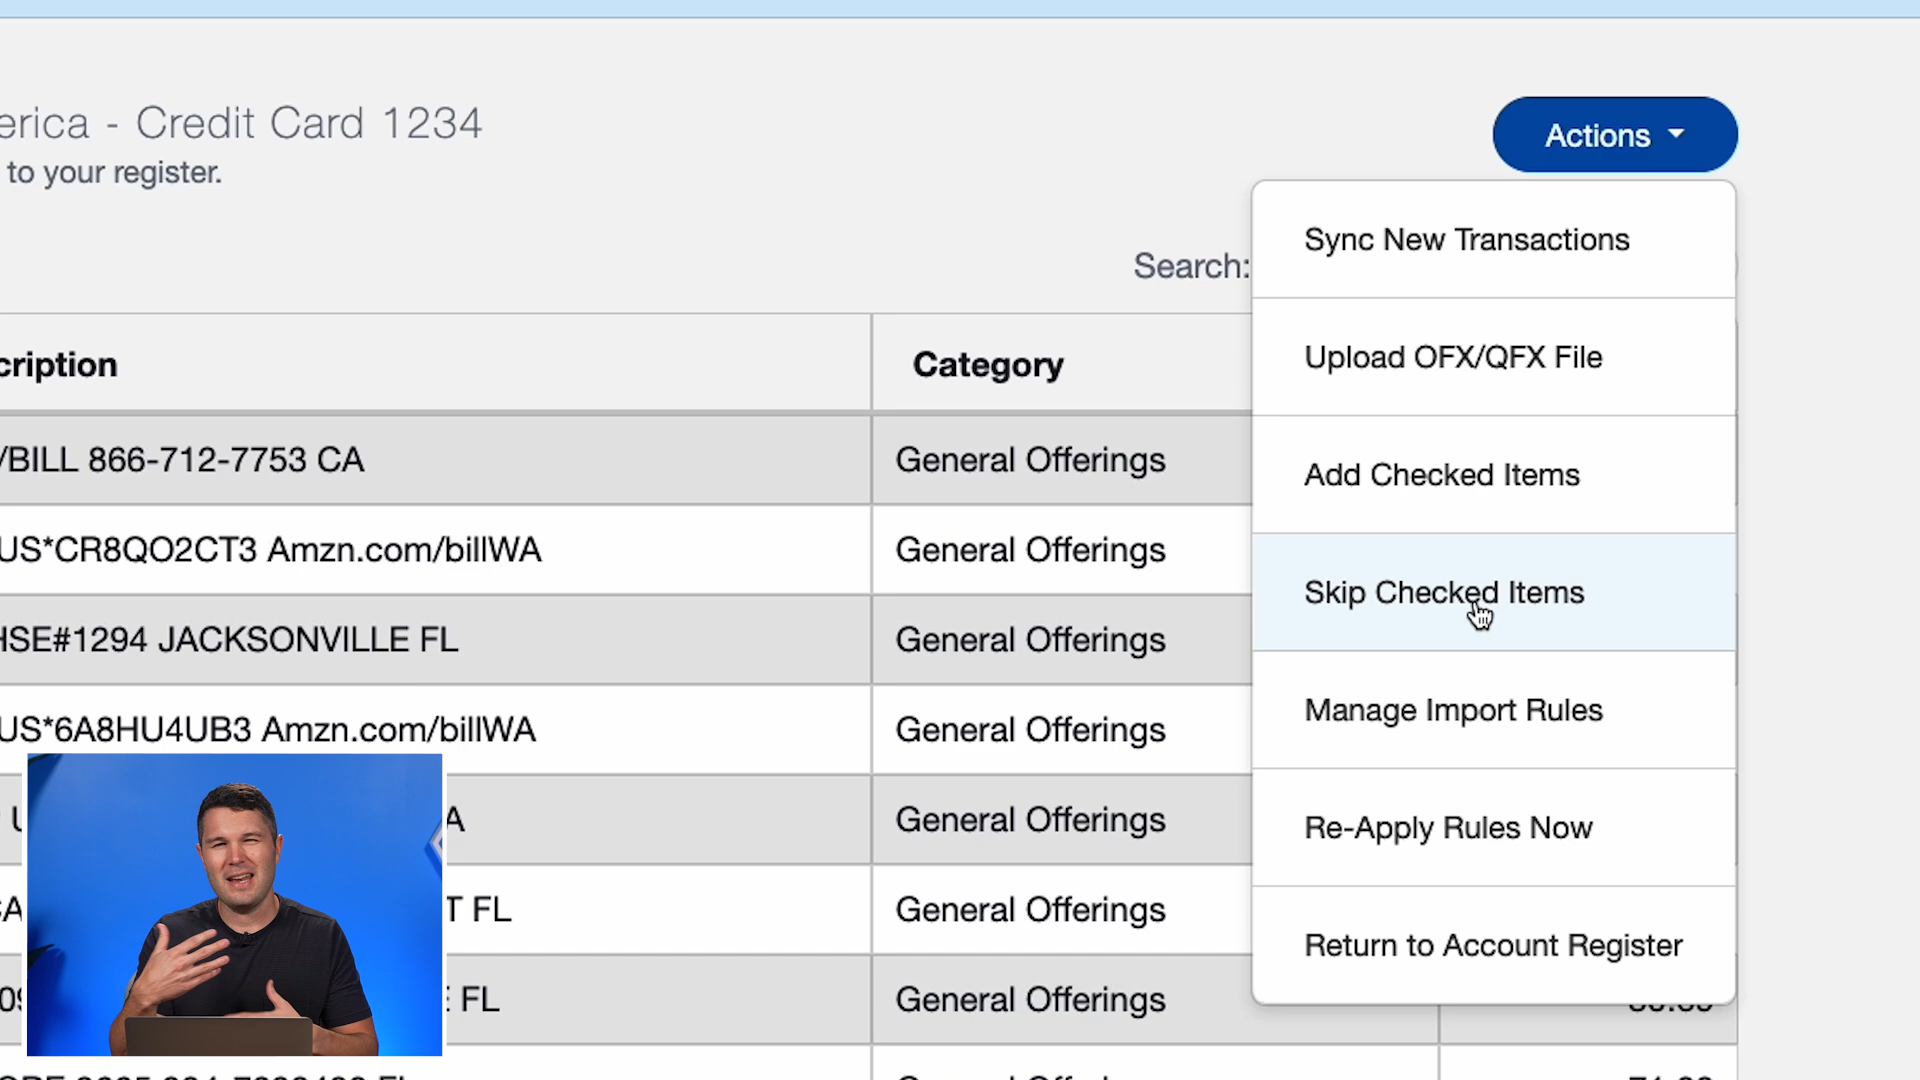 erica - Credit Card 1234
to your register.
Actions
Search:
Sync New Transactions
Upload OFX/QFX File
Add Checked Items
Skip Checked Items
Manage Import Rules
Re-Apply Rules Now
Return to Account Register
cription Category
/BILL 866-712-7753 CA General Offerings
US*CR8QO2CT3 Amzn.com/billWA General Offerings
HSE#1294 JACKSONVILLE FL General Offerings
US*6A8HU4UB3 Amzn.com/billWA General Offerings
A General Offerings
T FL General Offerings
FL General Offerings